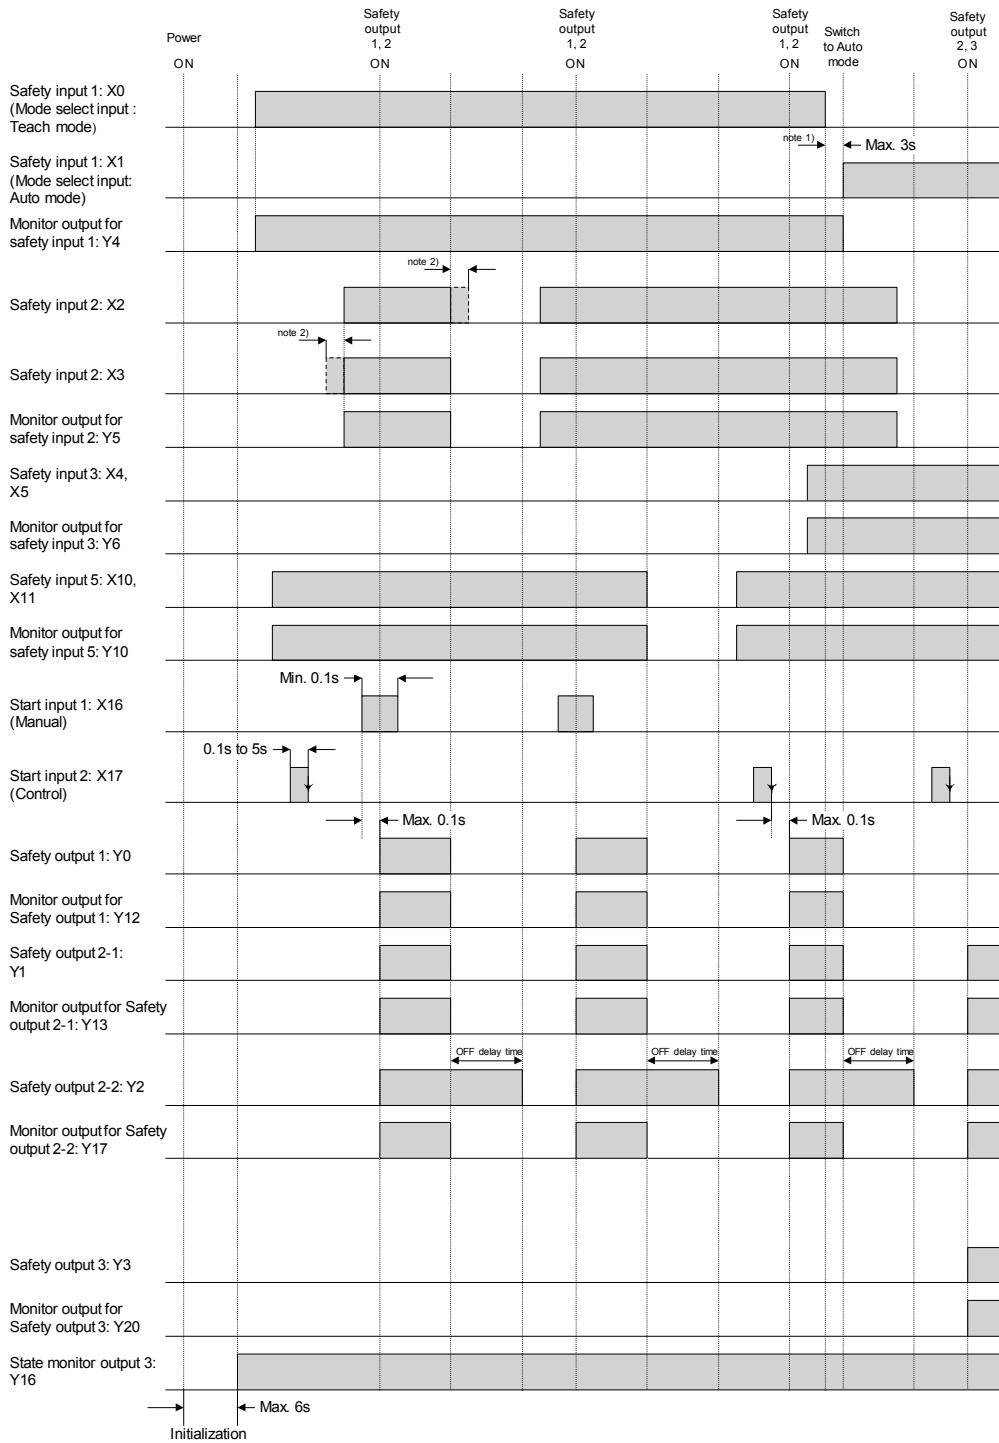 Power
ON
Safety
output
1, 2
ON
Safety
output
1, 2
ON
Safety
output
1, 2
ON
Switch
to Auto
mode
Safety
output
2, 3
ON
Safety input 1: X0
(Mode select input :
Teach mode)
note 1)
Max. 3s
Safety input 1: X1
(Mode select input:
Auto mode)
Monitor output for
safety input 1: Y4
note 2)
Safety input 2: X2
note 2)
Safety input 2: X3
Monitor output for
safety input 2: Y5
Safety input 3: X4,
X5
Monitor output for
safety input 3: Y6
Safety input 5: X10,
X11
Monitor output for
safety input 5: Y10
Min. 0.1s
Start input 1: X16
(Manual)
0.1s to 5s
Start input 2: X17
(Control)
Max. 0.1s
Max. 0.1s
Safety output 1: Y0
Monitor output for
Safety output 1: Y12
Safety output 2-1:
Y1
Monitor output for Safety
output 2-1: Y13
OFF delay time
OFF delay time
OFF delay time
Safety output 2-2: Y2
Monitor output for Safety
output 2-2: Y17
Safety output 3: Y3
Monitor output for
Safety output 3: Y20
State monitor output 3:
Y16
Max. 6s
Initialization